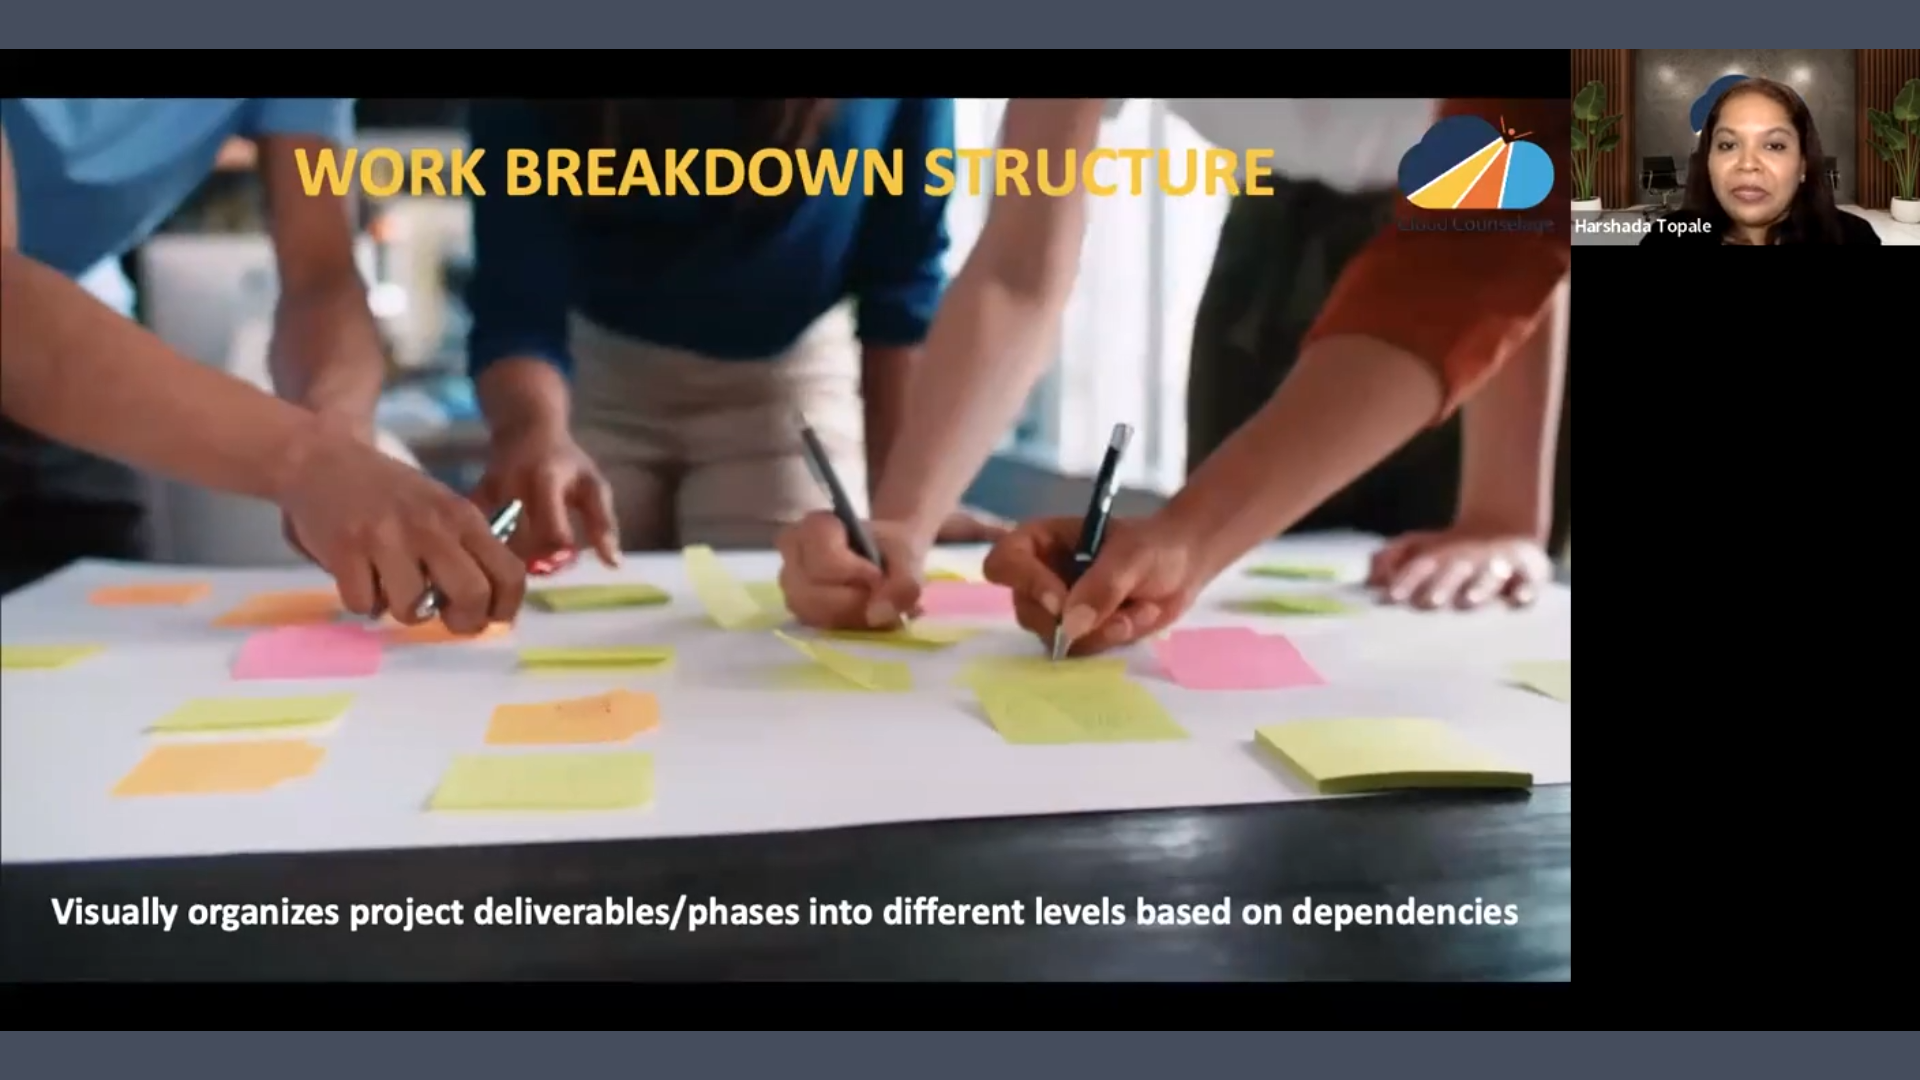 WORK BREAKDOWN STRUCTURE
Cloud Counselage
Harshada Topale
Visually organizes project deliverables/phases into different levels based on dependencies